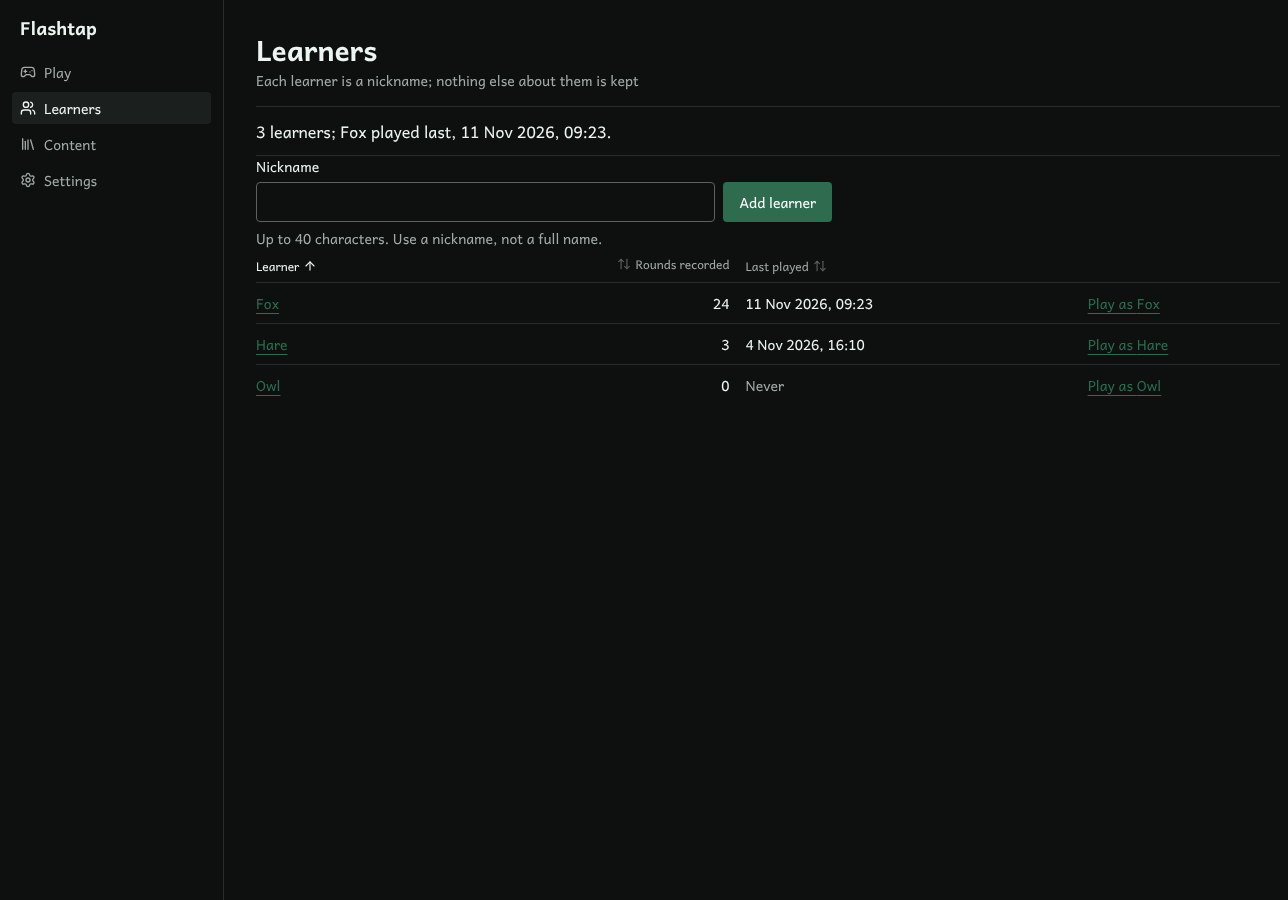 Flashtap
Play
Learners
Content
Settings
Learners
Each learner is a nickname; nothing else about them is kept
3 learners; Fox played last, 11 Nov 2026, 09:23.
Nickname
Add learner
Up to 40 characters. Use a nickname, not a full name.
Learner Rounds recorded Last played
Fox 24 11 Nov 2026, 09:23 Play as Fox
Hare 3 4 Nov 2026, 16:10 Play as Hare
Owl 0 Never Play as Owl